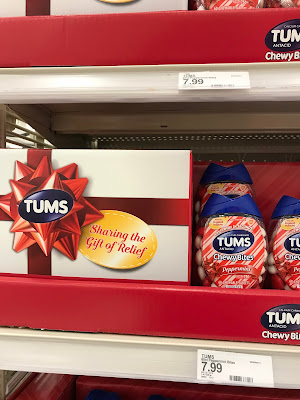 TUMS
ANTACID
Chewy Bites
7.99
TUMS
Sharing the
Gift of Relief
TUMS
Chewy Bites
Peppermint
TUMS
ANTACID
Chewy Bit
TUMS
7.99